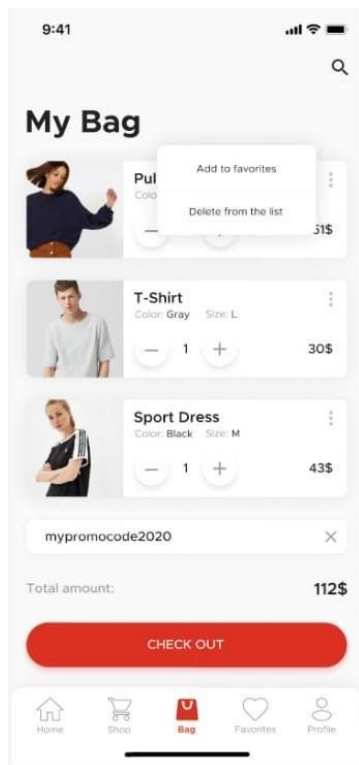 9:41
My Bag
Add to favorites
Pul
Colo
Delete from the list
51$
T-Shirt
Color: Gray Size: L
1
30$
Sport Dress
Color: Black Size: M
1
43$
mypromocode2020
Total amount:
112$
CHECK OUT
Home Shop Bag Favorites Profile